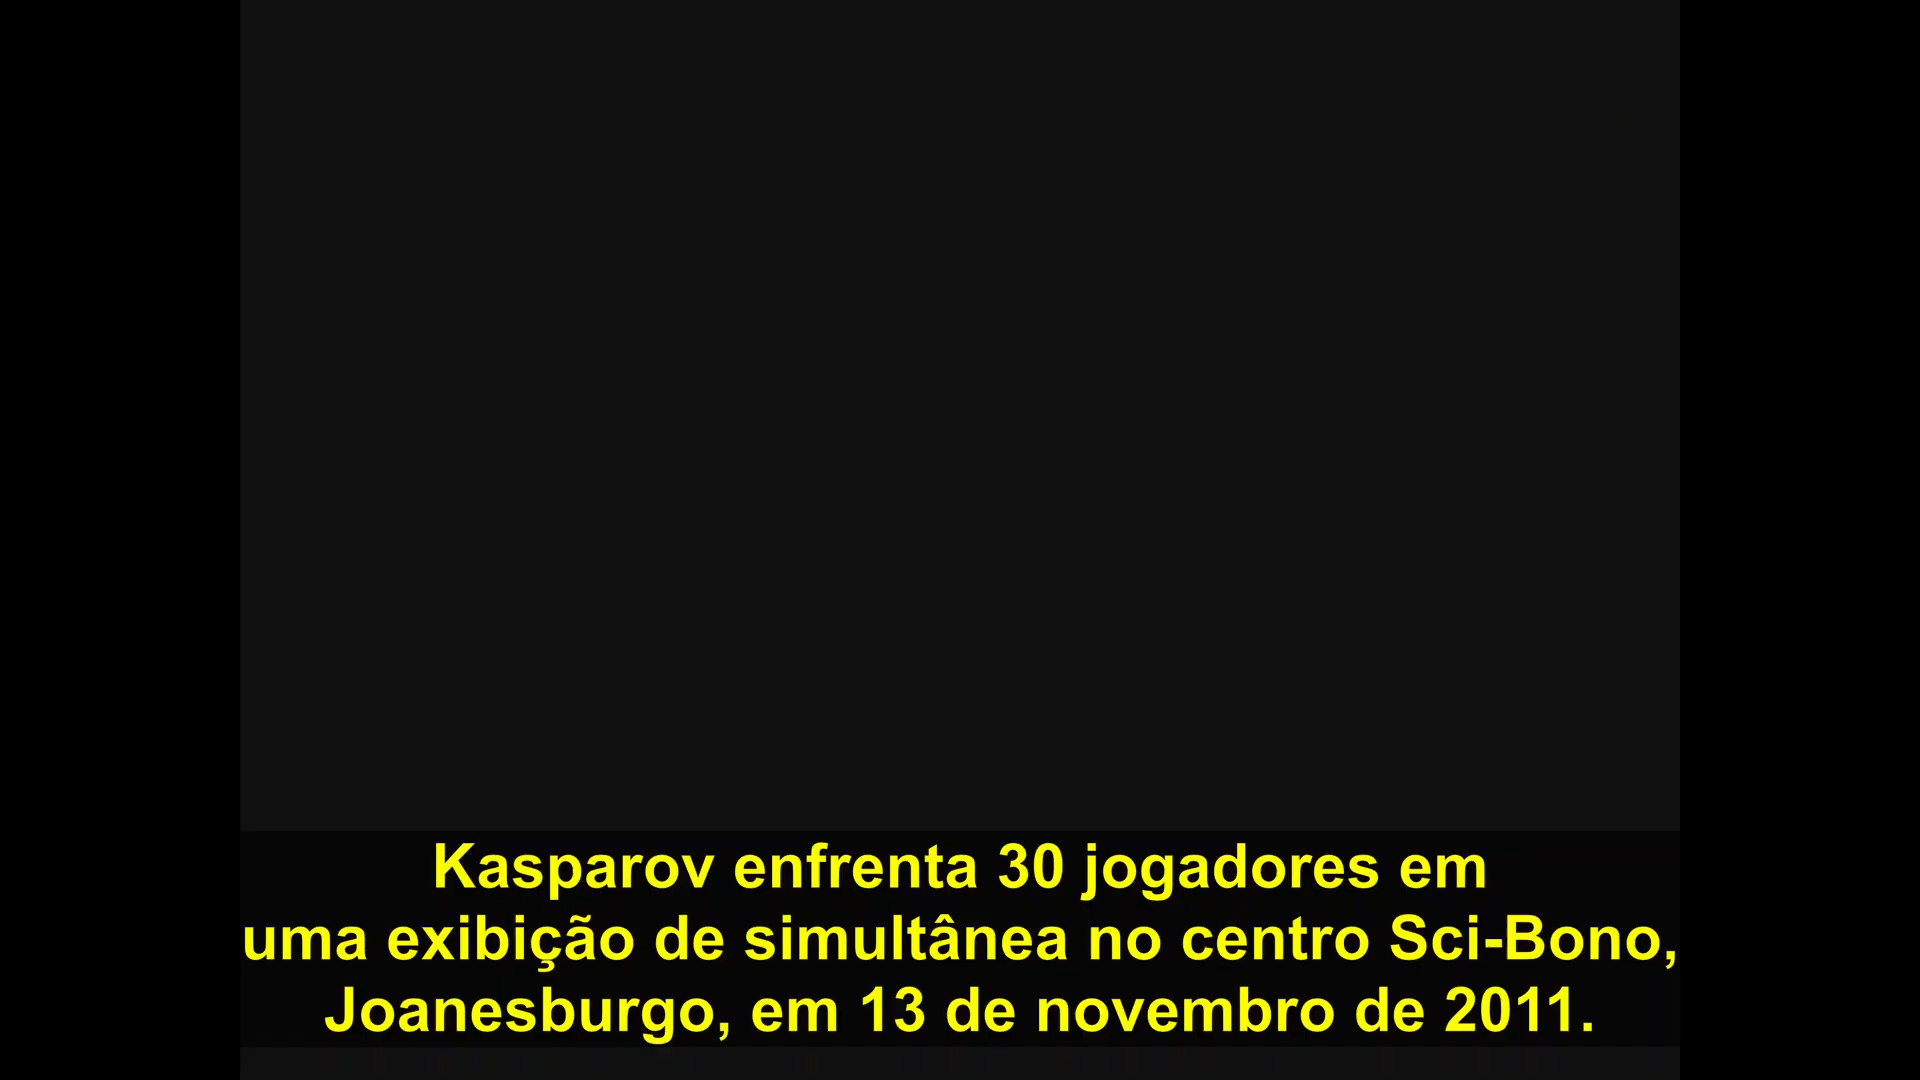 Kasparov enfrenta 30 jogadores em
uma exibição de simultânea no centro Sci-Bono,
Joanesburgo, em 13 de novembro de 2011.